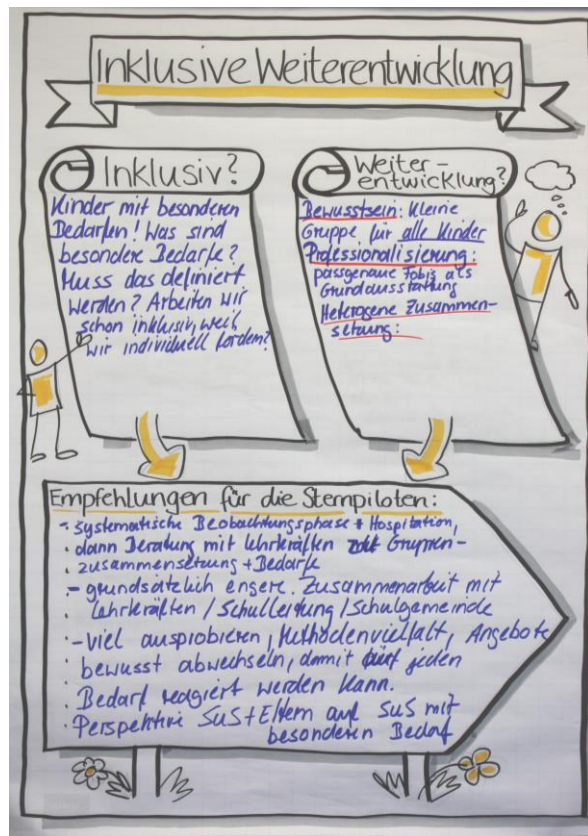 Inklusive Weiterentwicklung
Inklusiv?
Kinder mit besonderen
Bedarfen! Was sind
besondere Bedarfe?
Muss das definiert
werden? Arbeiten wir
schon inklusiv, weil
wir individuell fördern?
Weiter-
entwicklung?
Bewusstsein: Kleine
Gruppe für alle Kinder
Professionalisierung:
passgenaue Fobis als
Grundausstattung
Heterogene Zusammen-
setzung:
Empfehlungen für die Sternpiloten:
- systematische Beobachtungsphase + Hospitation,
dann Beratung mit Lehrkräften Gruppen-
zusammensetzung + Bedarfe
- grundsätzlich engere Zusammenarbeit mit
Lehrkräften / Schulleitung / Schulgemeinde
- viel ausprobieren, Methodenvielfalt, Angebote
bewusst abwechseln, damit auf jeden
Bedarf reagiert werden kann.
Perspektive SuS + Eltern auf SuS mit
besonderen Bedarf